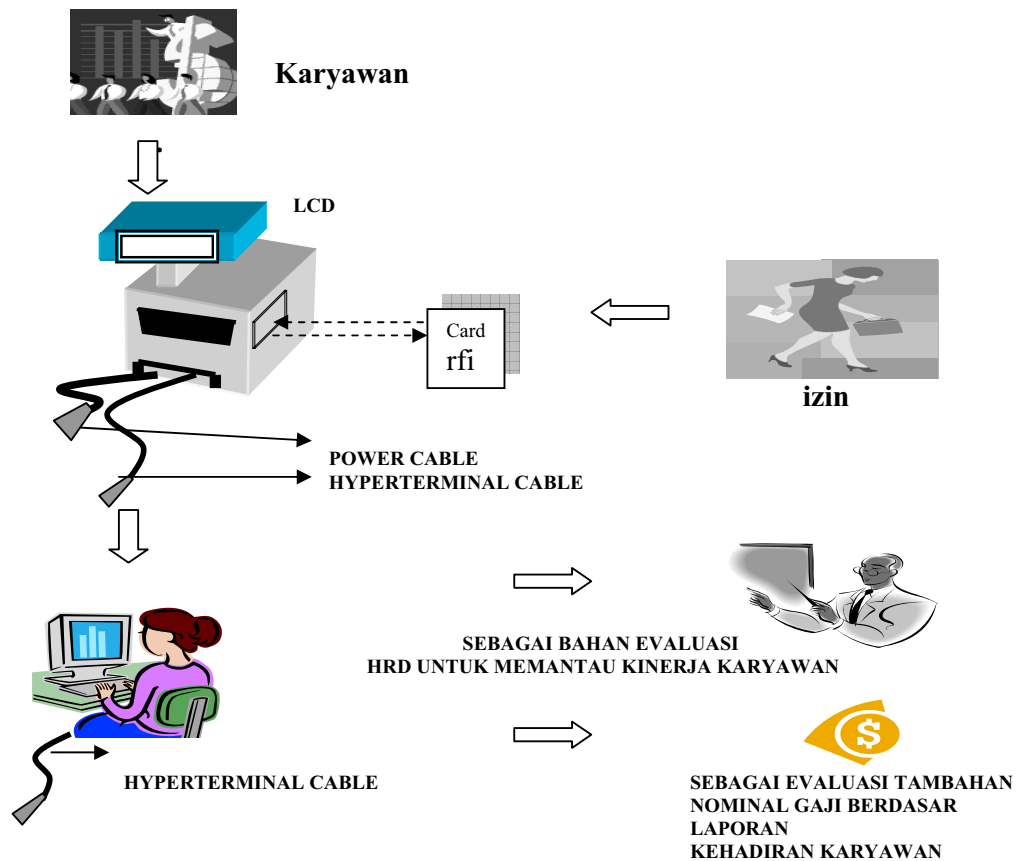 Karyawan
LCD
Card
rfi
izin
POWER CABLE
HYPERTERMINAL CABLE
SEBAGAI BAHAN EVALUASI
HRD UNTUK MEMANTAU KINERJA KARYAWAN
$
HYPERTERMINAL CABLE
SEBAGAI EVALUASI TAMBAHAN
NOMINAL GAJI BERDASAR
LAPORAN
KEHADIRAN KARYAWAN